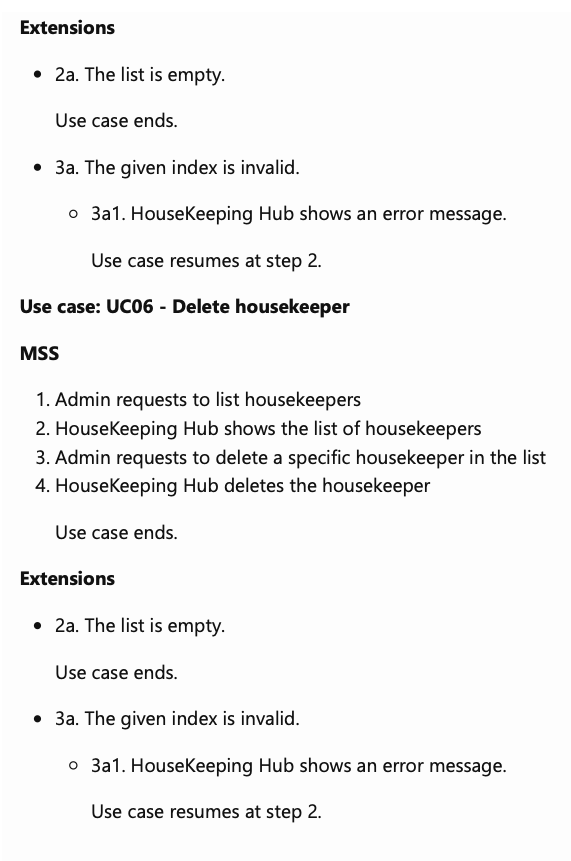 Extensions
• 2a. The list is empty.
Use case ends.
• 3a. The given index is invalid.
○ 3a1. HouseKeeping Hub shows an error message.
Use case resumes at step 2.
Use case: UC06 - Delete housekeeper
MSS
1. Admin requests to list housekeepers
2. HouseKeeping Hub shows the list of housekeepers
3. Admin requests to delete a specific housekeeper in the list
4. HouseKeeping Hub deletes the housekeeper
Use case ends.
Extensions
• 2a. The list is empty.
Use case ends.
• 3a. The given index is invalid.
○ 3a1. HouseKeeping Hub shows an error message.
Use case resumes at step 2.